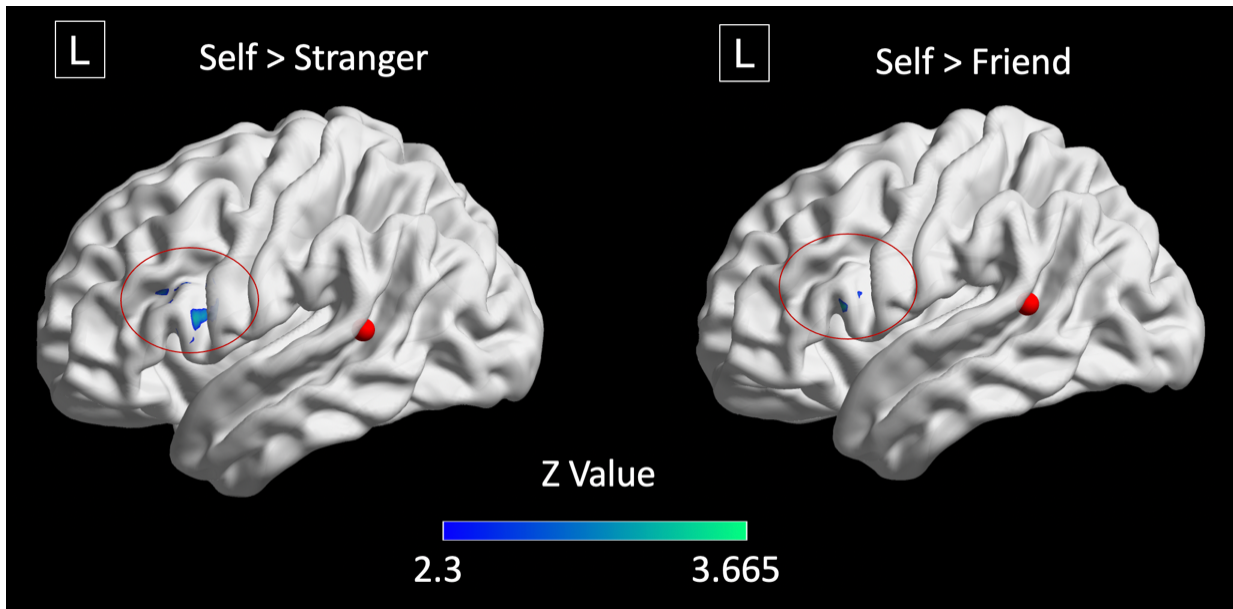 L
Self > Stranger
L
Self > Friend
Z Value
2.3
3.665